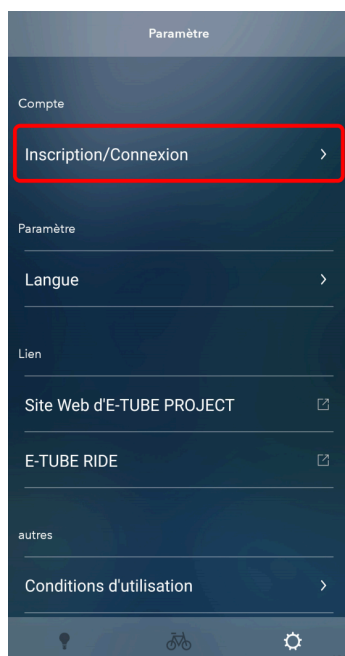 Paramètre
Compte
Inscription/Connexion
Paramètre
Langue
Lien
Site Web d'E-TUBE PROJECT
E-TUBE RIDE
autres
Conditions d'utilisation